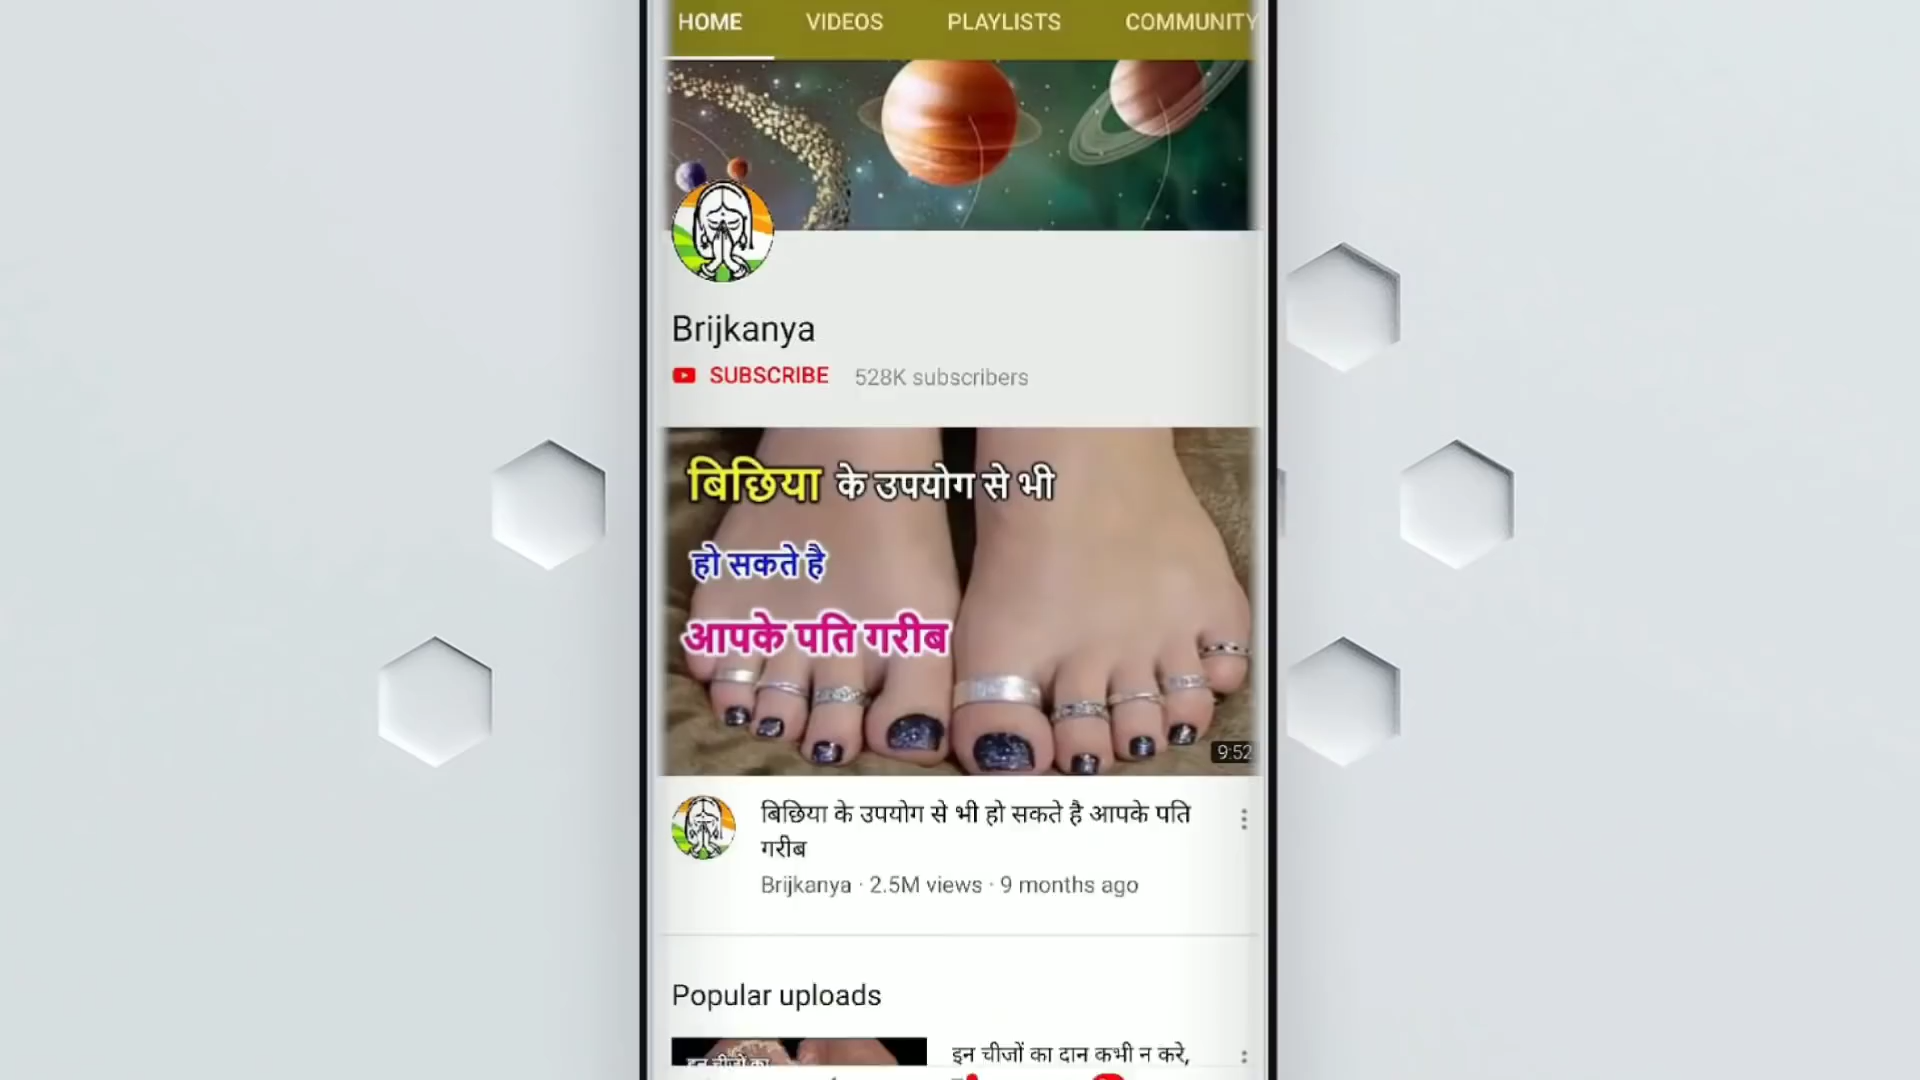 HOME VIDEOS PLAYLISTS COMMUNITY
Brijkanya
SUBSCRIBE 528K subscribers
बिछिया के उपयोग से भी
हो सकते है
आपके पति गरीब
9:52
बिछिया के उपयोग से भी हो सकते है आपके पति
गरीब
Brijkanya · 2.5M views · 9 months ago
Popular uploads
इन चीजों का
इन चीजों का दान कभी न करे,